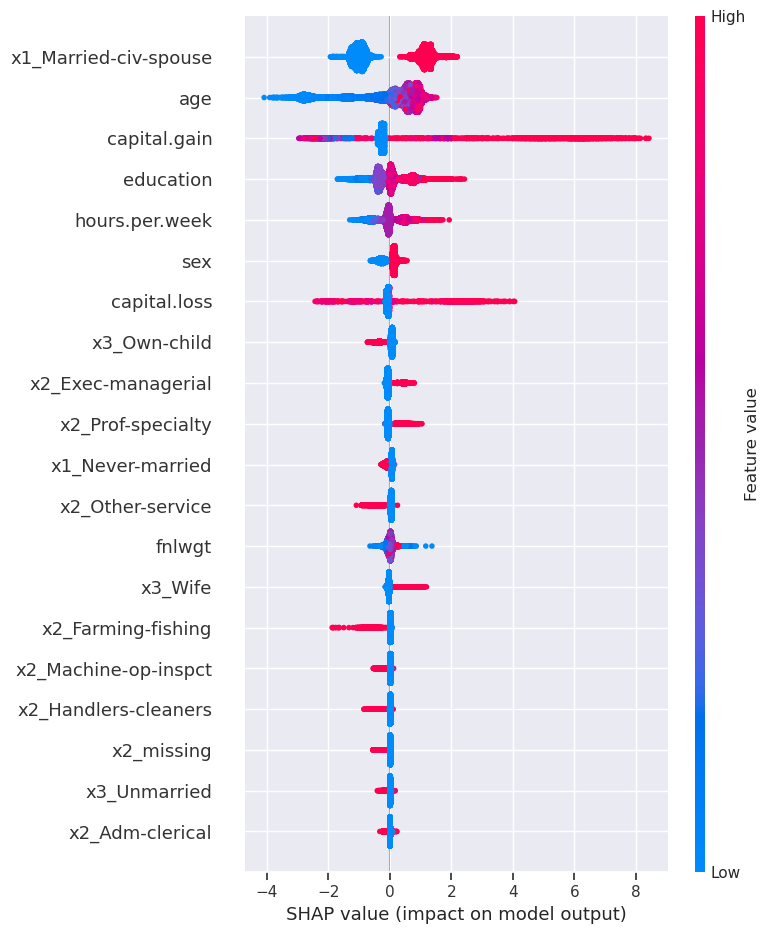 High
x1_Married-civ-spouse
age
capital.gain
education
hours.per.week
sex
capital.loss
x3_Own-child
x2_Exec-managerial
x2_Prof-specialty
x1_Never-married
x2_Other-service
fnlwgt
x3_Wife
x2_Farming-fishing
x2_Machine-op-inspct
x2_Handlers-cleaners
x2_missing
x3_Unmarried
x2_Adm-clerical
Feature value
Low
−4 −2 0 2 4 6 8
SHAP value (impact on model output)